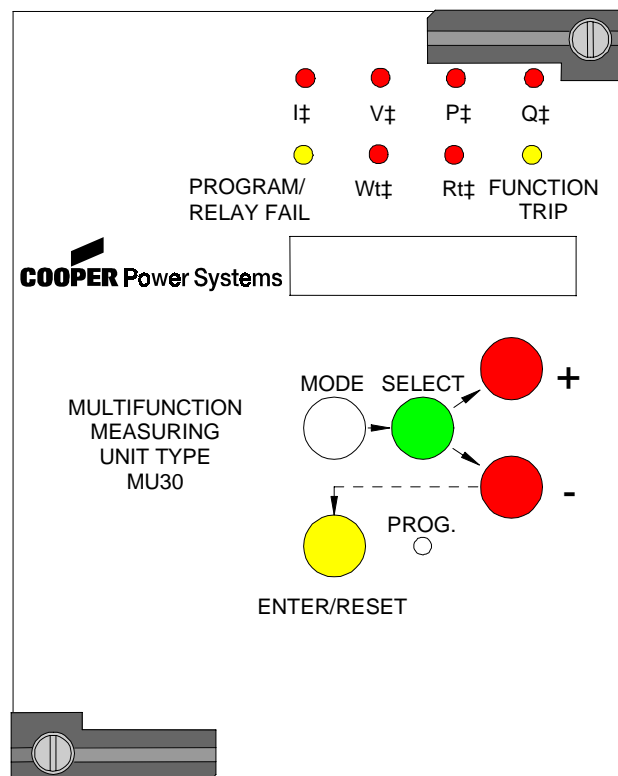 I‡ V‡ P‡ Q‡
PROGRAM/
RELAY FAIL
Wt‡ Rt‡
FUNCTION
TRIP
COOPER Power Systems
MODE SELECT
+
MULTIFUNCTION
MEASURING
UNIT TYPE
MU30
-
PROG.
ENTER/RESET